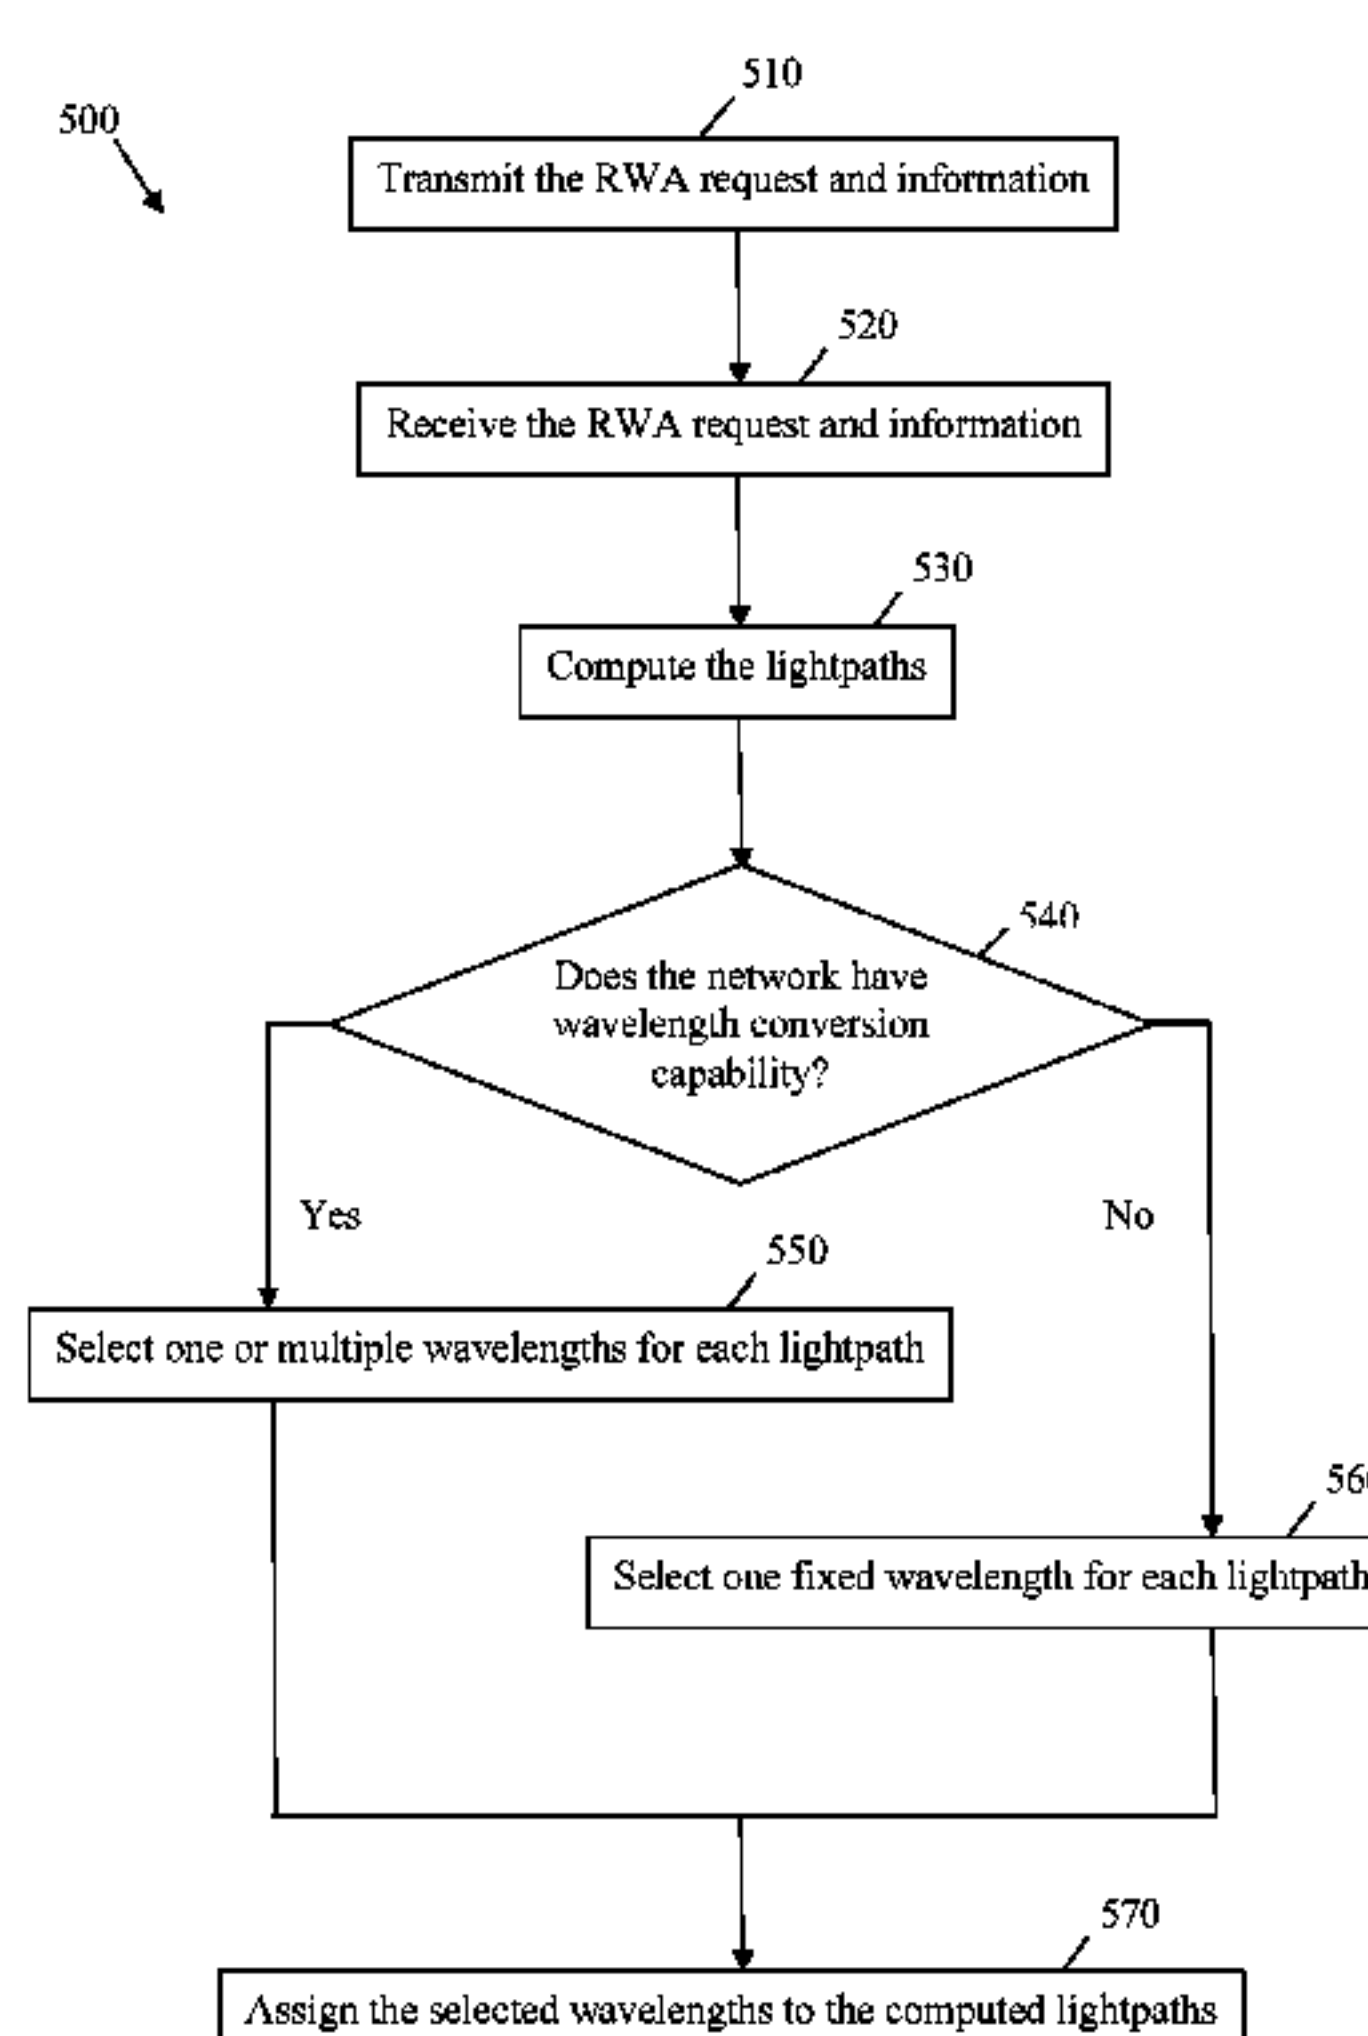 510
500
Transmit the RWA request and information
520
Receive the RWA request and information
530
Compute the lightpaths
540
Does the network have
wavelength conversion
capability?
Yes
No
550
Select one or multiple wavelengths for each lightpath
Select one fixed wavelength for each lightpath
570
Assign the selected wavelengths to the computed lightpaths